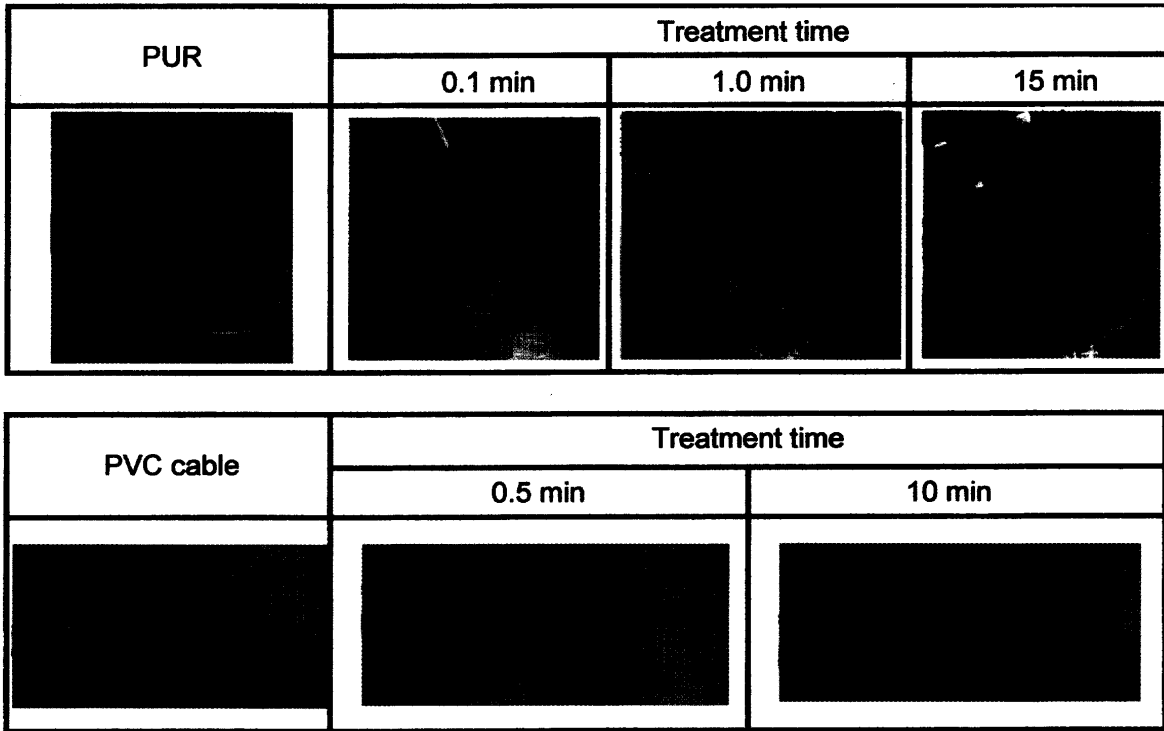 PUR
Treatment time
0.1 min 1.0 min 15 min
PVC cable
Treatment time
0.5 min 10 min